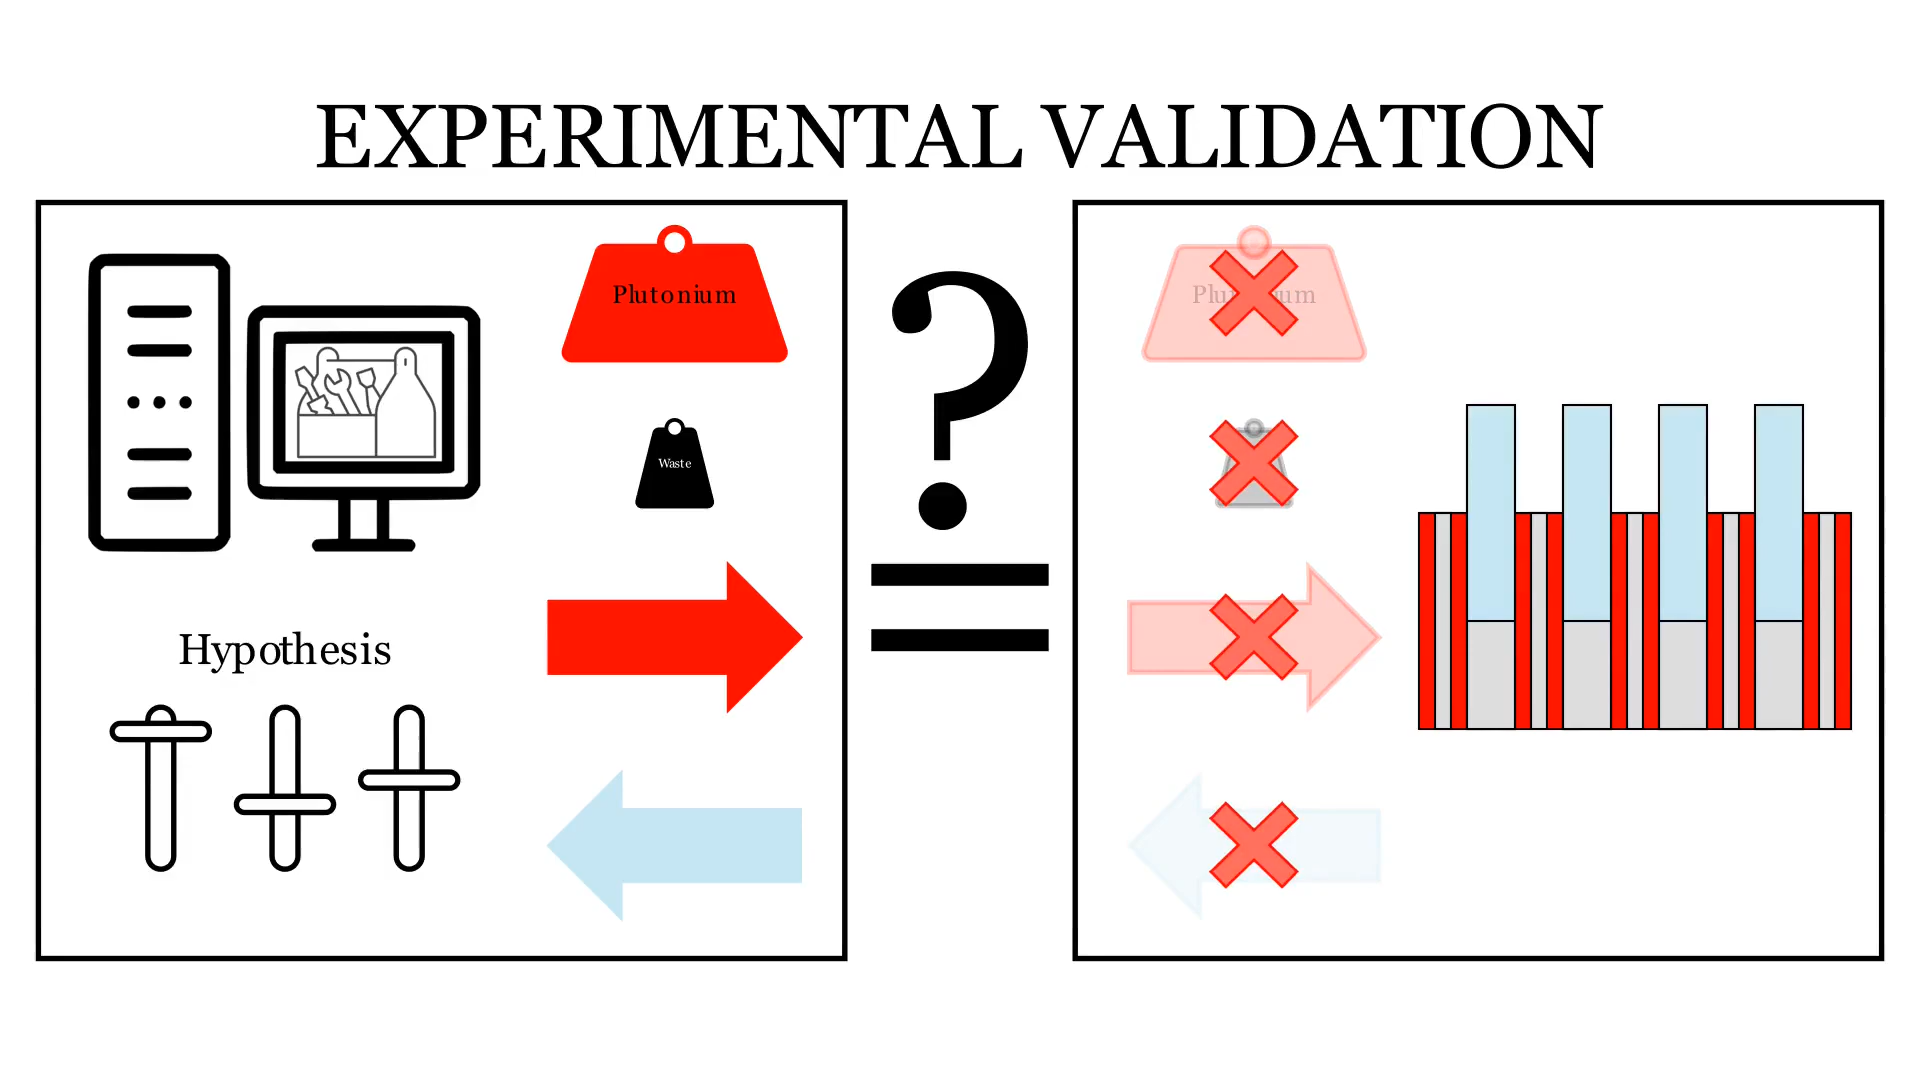 EXPERIMENTAL VALIDATION
Plutonium
Waste
Hypothesis
?
=